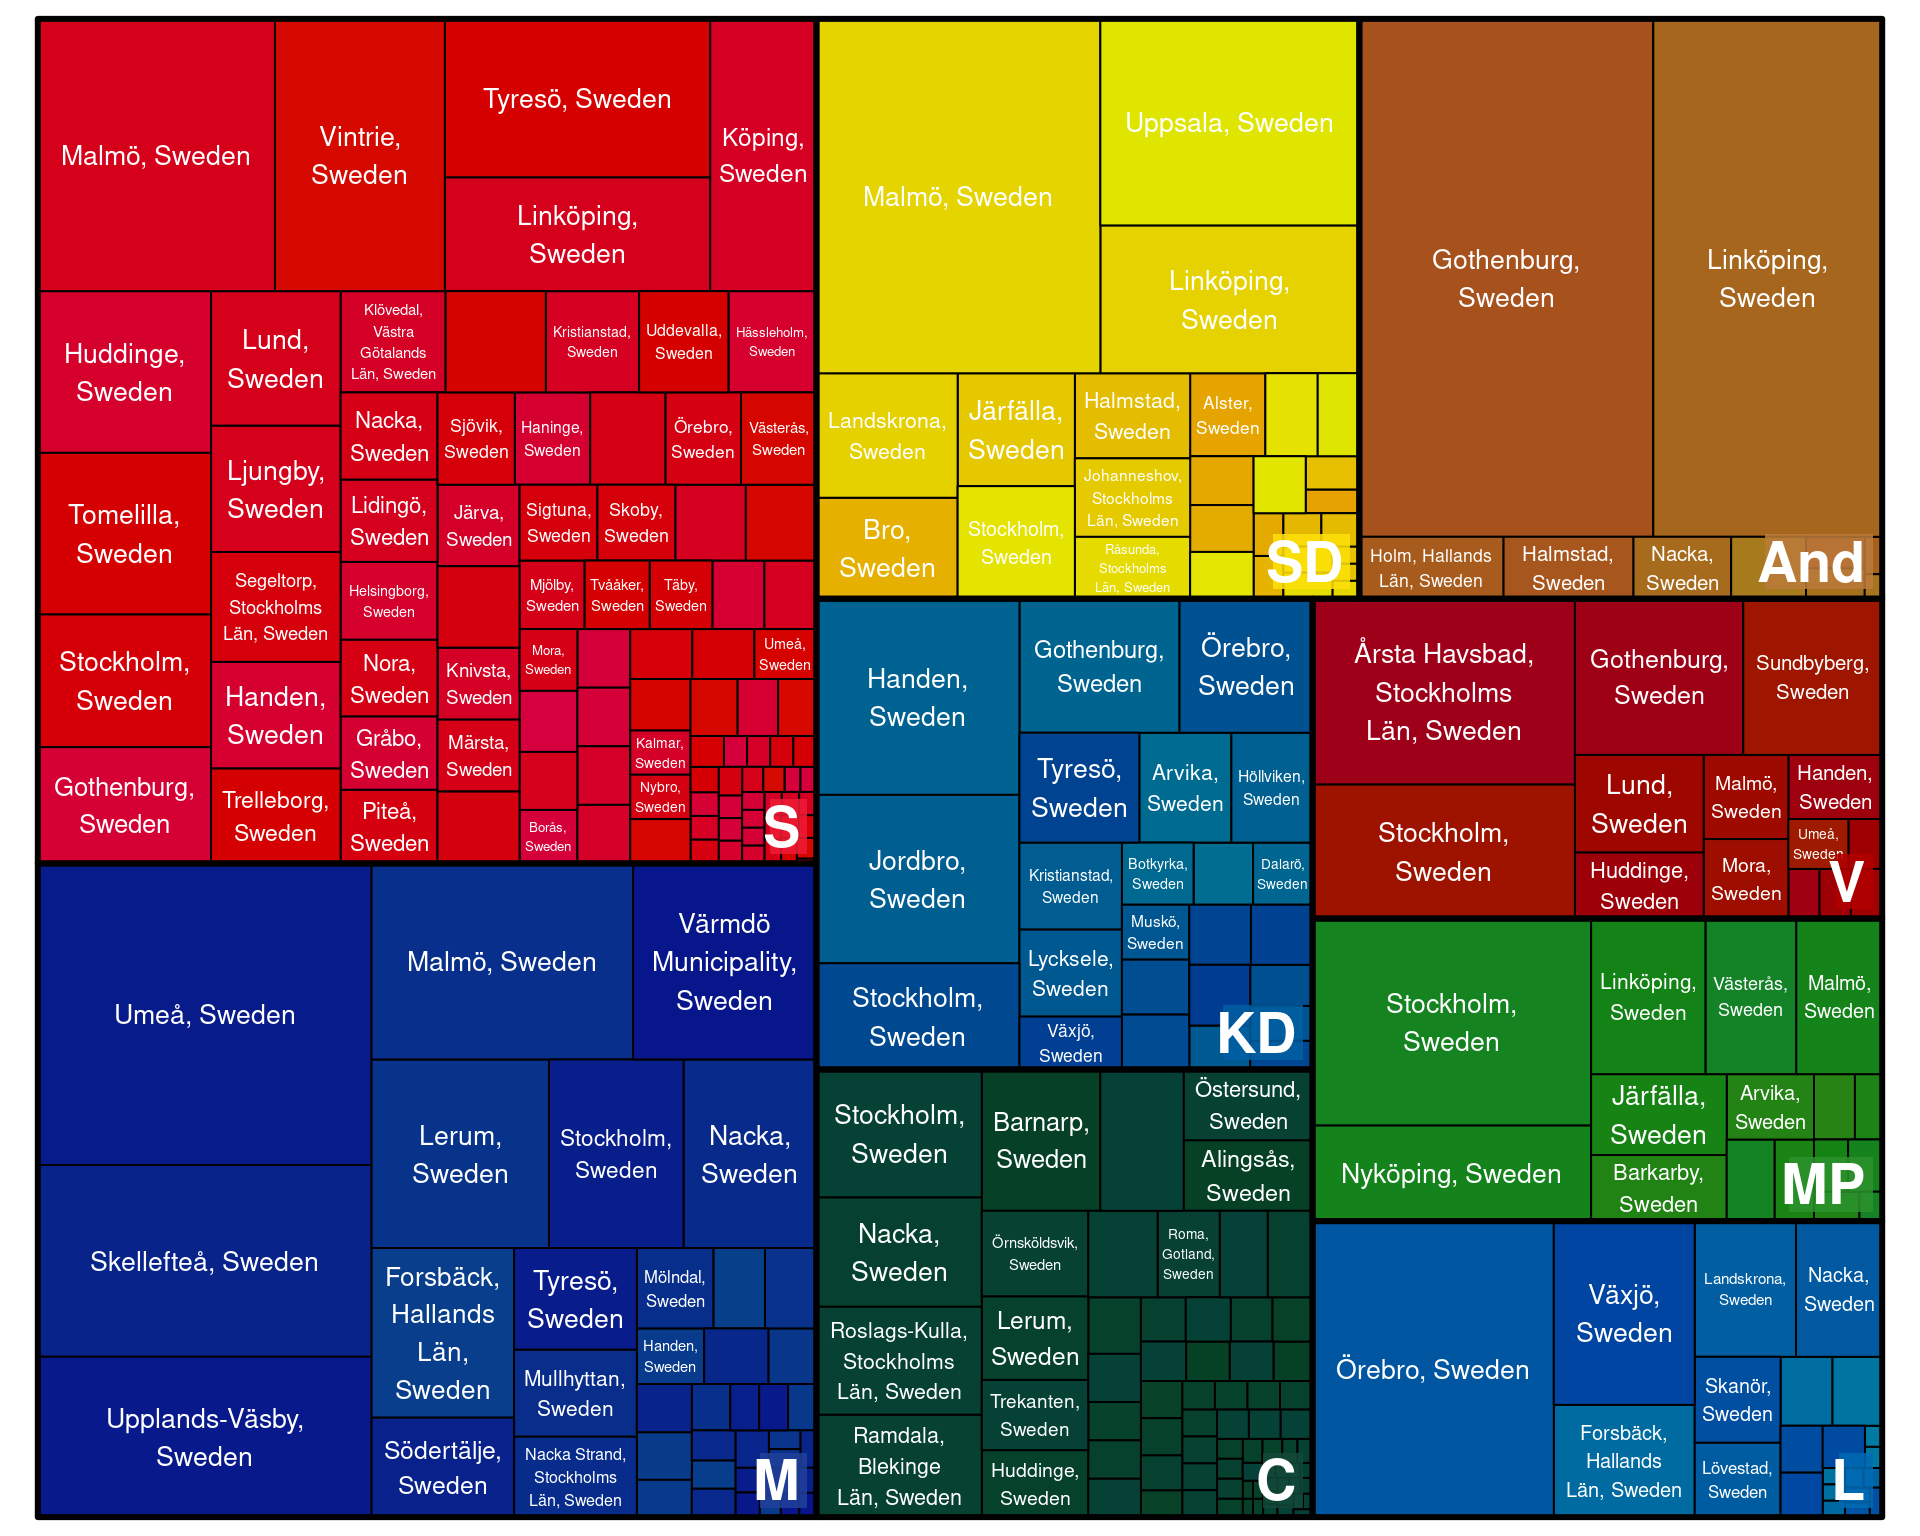 Malmö, Sweden
Vintrie,
Sweden
Tyresö, Sweden
Linköping,
Sweden
Köping,
Sweden
Huddinge,
Sweden
Tomelilla,
Sweden
Stockholm,
Sweden
Gothenburg,
Sweden
Lund,
Sweden
Ljungby,
Sweden
Segeltorp,
Stockholms
Län, Sweden
Handen,
Sweden
Trelleborg,
Sweden
Klövedal,
Västra
Götalands
Län, Sweden
Kristianstad,
Sweden
Uddevalla,
Sweden
Hässleholm,
Sweden
Nacka,
Sweden
Lidingö,
Sweden
Helsingborg,
Sweden
Nora,
Sweden
Gråbo,
Sweden
Piteå,
Sweden
Sjövik,
Sweden
Haninge,
Sweden
Örebro,
Sweden
Västerås,
Sweden
Järva,
Sweden
Sigtuna,
Sweden
Skoby,
Sweden
Knivsta,
Sweden
Märsta,
Sweden
Mjölby,
Sweden
Tvååker,
Sweden
Täby,
Sweden
Mora,
Sweden
Umeå,
Sweden
Kalmar,
Sweden
Nybro,
Sweden
Borås,
Sweden
S
Malmö, Sweden
Uppsala, Sweden
Linköping,
Sweden
Landskrona,
Sweden
Bro,
Sweden
Järfälla,
Sweden
Stockholm,
Sweden
Halmstad,
Sweden
Johanneshov,
Stockholms
Län, Sweden
Råsunda,
Stockholms
Län, Sweden
Alster,
Sweden
SD
Gothenburg,
Sweden
Linköping,
Sweden
Holm, Hallands
Län, Sweden
Halmstad,
Sweden
Nacka,
Sweden
And
Handen,
Sweden
Jordbro,
Sweden
Stockholm,
Sweden
Gothenburg,
Sweden
Örebro,
Sweden
Tyresö,
Sweden
Arvika,
Sweden
Höllviken,
Sweden
Kristianstad,
Sweden
Lycksele,
Sweden
Växjö,
Sweden
Botkyrka,
Sweden
Dalarö,
Sweden
Muskö,
Sweden
KD
Årsta Havsbad,
Stockholms
Län, Sweden
Stockholm,
Sweden
Gothenburg,
Sweden
Sundbyberg,
Sweden
Lund,
Sweden
Huddinge,
Sweden
Malmö,
Sweden
Mora,
Sweden
Handen,
Sweden
Umeå,
Sweden
V
Umeå, Sweden
Skellefteå, Sweden
Upplands-Väsby,
Sweden
Malmö, Sweden
Värmdö
Municipality,
Sweden
Lerum,
Sweden
Stockholm,
Sweden
Nacka,
Sweden
Forsbäck,
Hallands
Län,
Sweden
Södertälje,
Sweden
Tyresö,
Sweden
Mullhyttan,
Sweden
Nacka Strand,
Stockholms
Län, Sweden
Mölndal,
Sweden
Handen,
Sweden
M
Stockholm,
Sweden
Nacka,
Sweden
Roslags-Kulla,
Stockholms
Län, Sweden
Ramdala,
Blekinge
Län, Sweden
Barnarp,
Sweden
Östersund,
Sweden
Alingsås,
Sweden
Örnsköldsvik,
Sweden
Roma,
Gotland,
Sweden
Lerum,
Sweden
Trekanten,
Sweden
Huddinge,
Sweden
C
Stockholm,
Sweden
Nyköping, Sweden
Linköping,
Sweden
Västerås,
Sweden
Malmö,
Sweden
Järfälla,
Sweden
Barkarby,
Sweden
Arvika,
Sweden
MP
Örebro, Sweden
Växjö,
Sweden
Forsbäck,
Hallands
Län, Sweden
Landskrona,
Sweden
Nacka,
Sweden
Skanör,
Sweden
Lövestad,
Sweden
L